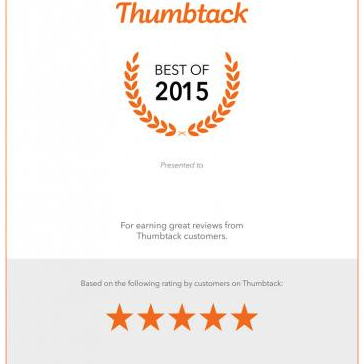 Thumbtack
BEST OF
2015
Presented to
For earning great reviews from
Thumbtack customers.
Based on the following rating by customers on Thumbtack: